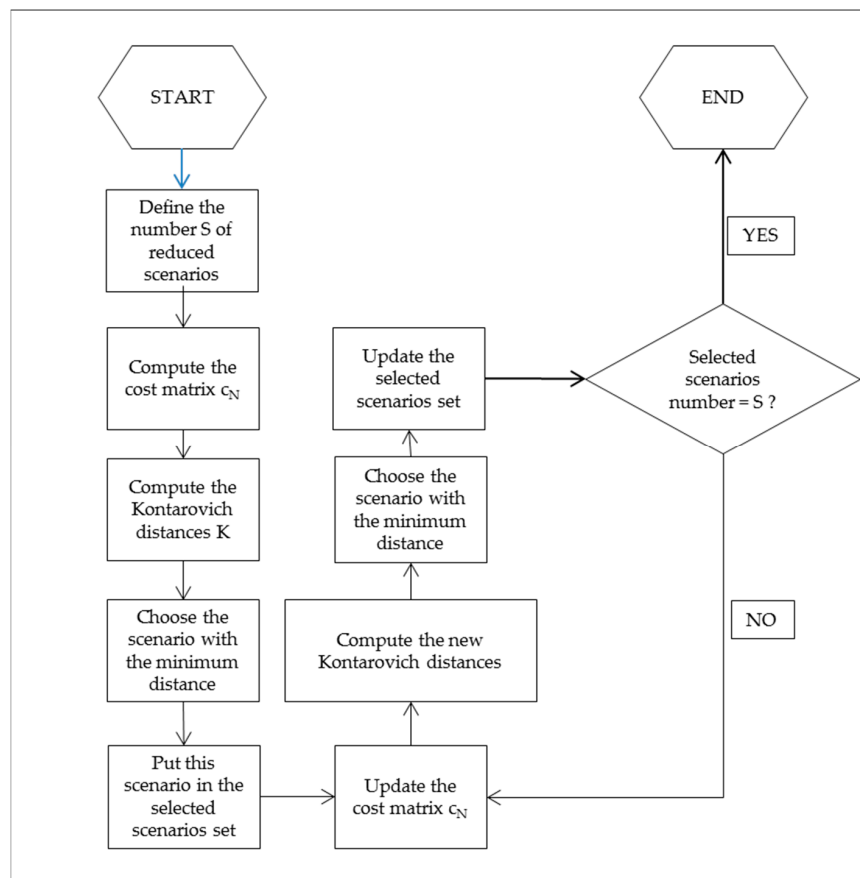 START
Define the
number S of
reduced
scenarios
Compute the
cost matrix cN
Compute the
Kontarovich
distances K
Choose the
scenario with
the minimum
distance
Put this
scenario in the
selected
scenarios set
Update the
cost matrix cN
Compute the new
Kontarovich distances
Choose the
scenario with
the minimum
distance
Update the
selected
scenarios set
Selected
scenarios
number = S ?
YES
END
NO